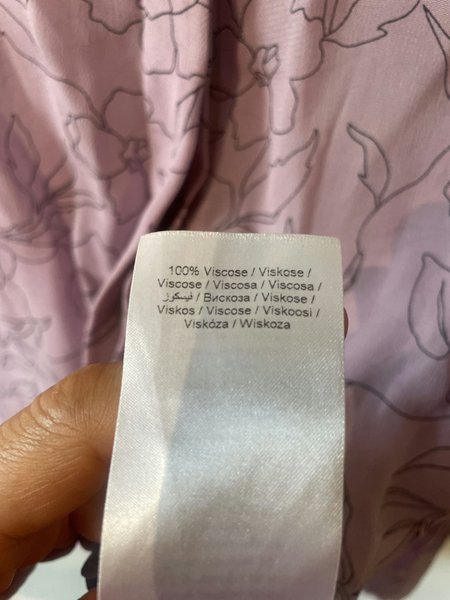 100% Viscose / Viskose /
Viscose / Viscosa / Viscosa /
فيسكوز / Вискоза / Viskose /
Viskos / Viscose / Viskoosi /
Viskóza / Wiskoza